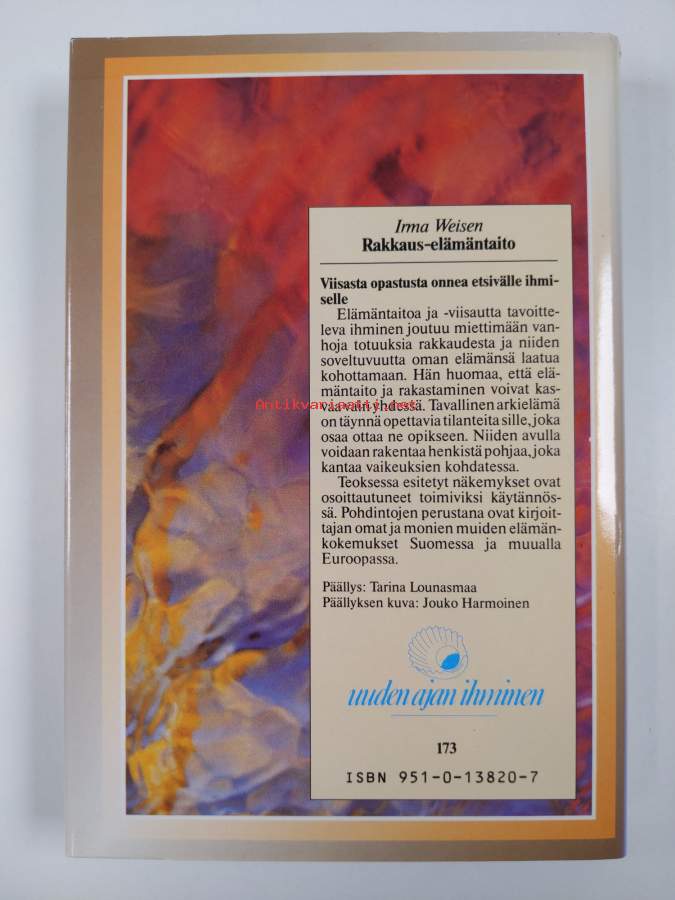 Irma Weisen
Rakkaus-elämäntaito
Viisasta opastusta onnea etsivälle ihmi-
selle
Elämäntaitoa ja -viisautta tavoitte-
leva ihminen joutuu miettimään van-
hoja totuuksia rakkaudesta ja niiden
soveltuvuutta oman elämänsä laatua
kohottamaan. Hän huomaa, että elä-
mäntaito ja rakastaminen voivat kas-
vaa vain yhdessä. Tavallinen arkielämä
Antikvariaatti.net
on täynnä opettavia tilanteita sille, joka
osaa ottaa ne opikseen. Niiden avulla
voidaan rakentaa henkistä pohjaa, joka
kantaa vaikeuksien kohdatessa.
Teoksessa esitetyt näkemykset ovat
osoittautuneet toimiviksi käytännös-
sä. Pohdintojen perustana ovat kirjoit-
tajan omat ja monien muiden elämän-
kokemukset Suomessa ja muualla
Euroopassa.
Päällys: Tarina Lounasmaa
Päällyksen kuva: Jouko Harmoinen
uuden ajan ihminen
173
ISBN 951-0-13820-7